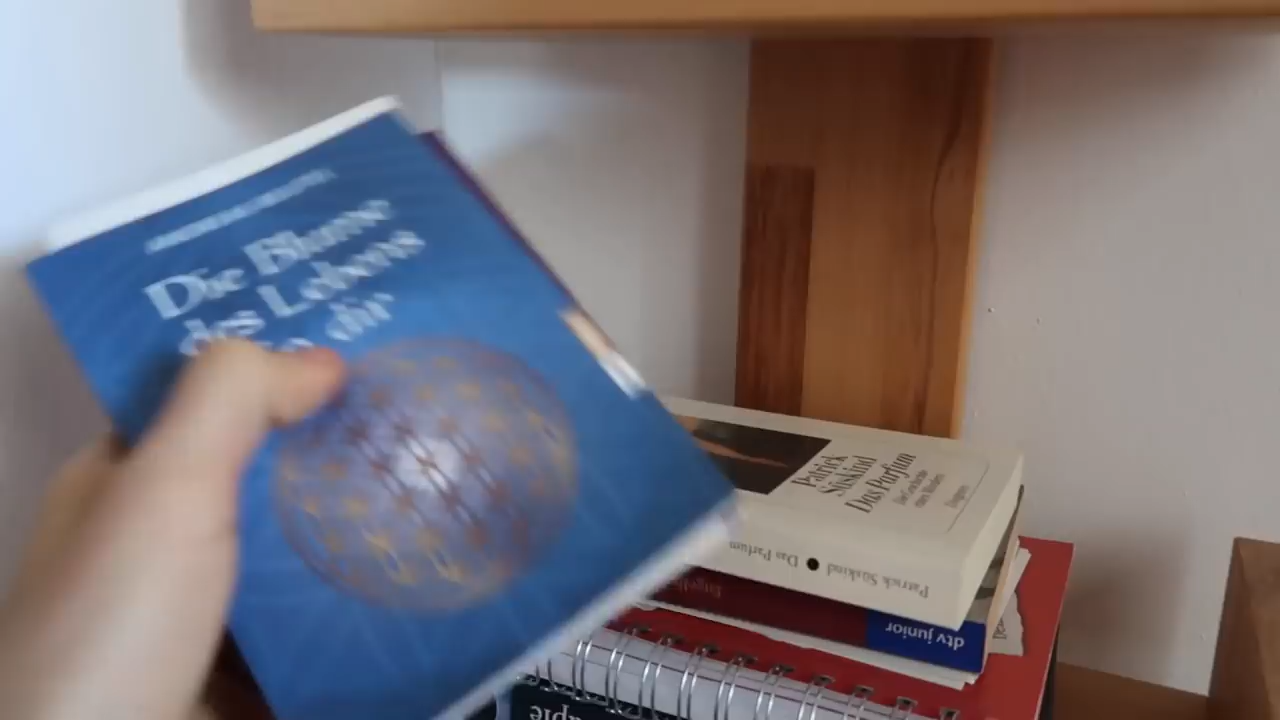 Die Blume
des Lebens
dir
Patrick
Süskind
Das Parfum
Die Geschichte
eines Mörders
Diogenes
Patrick Süskind ● Das Parfum
dtv junior